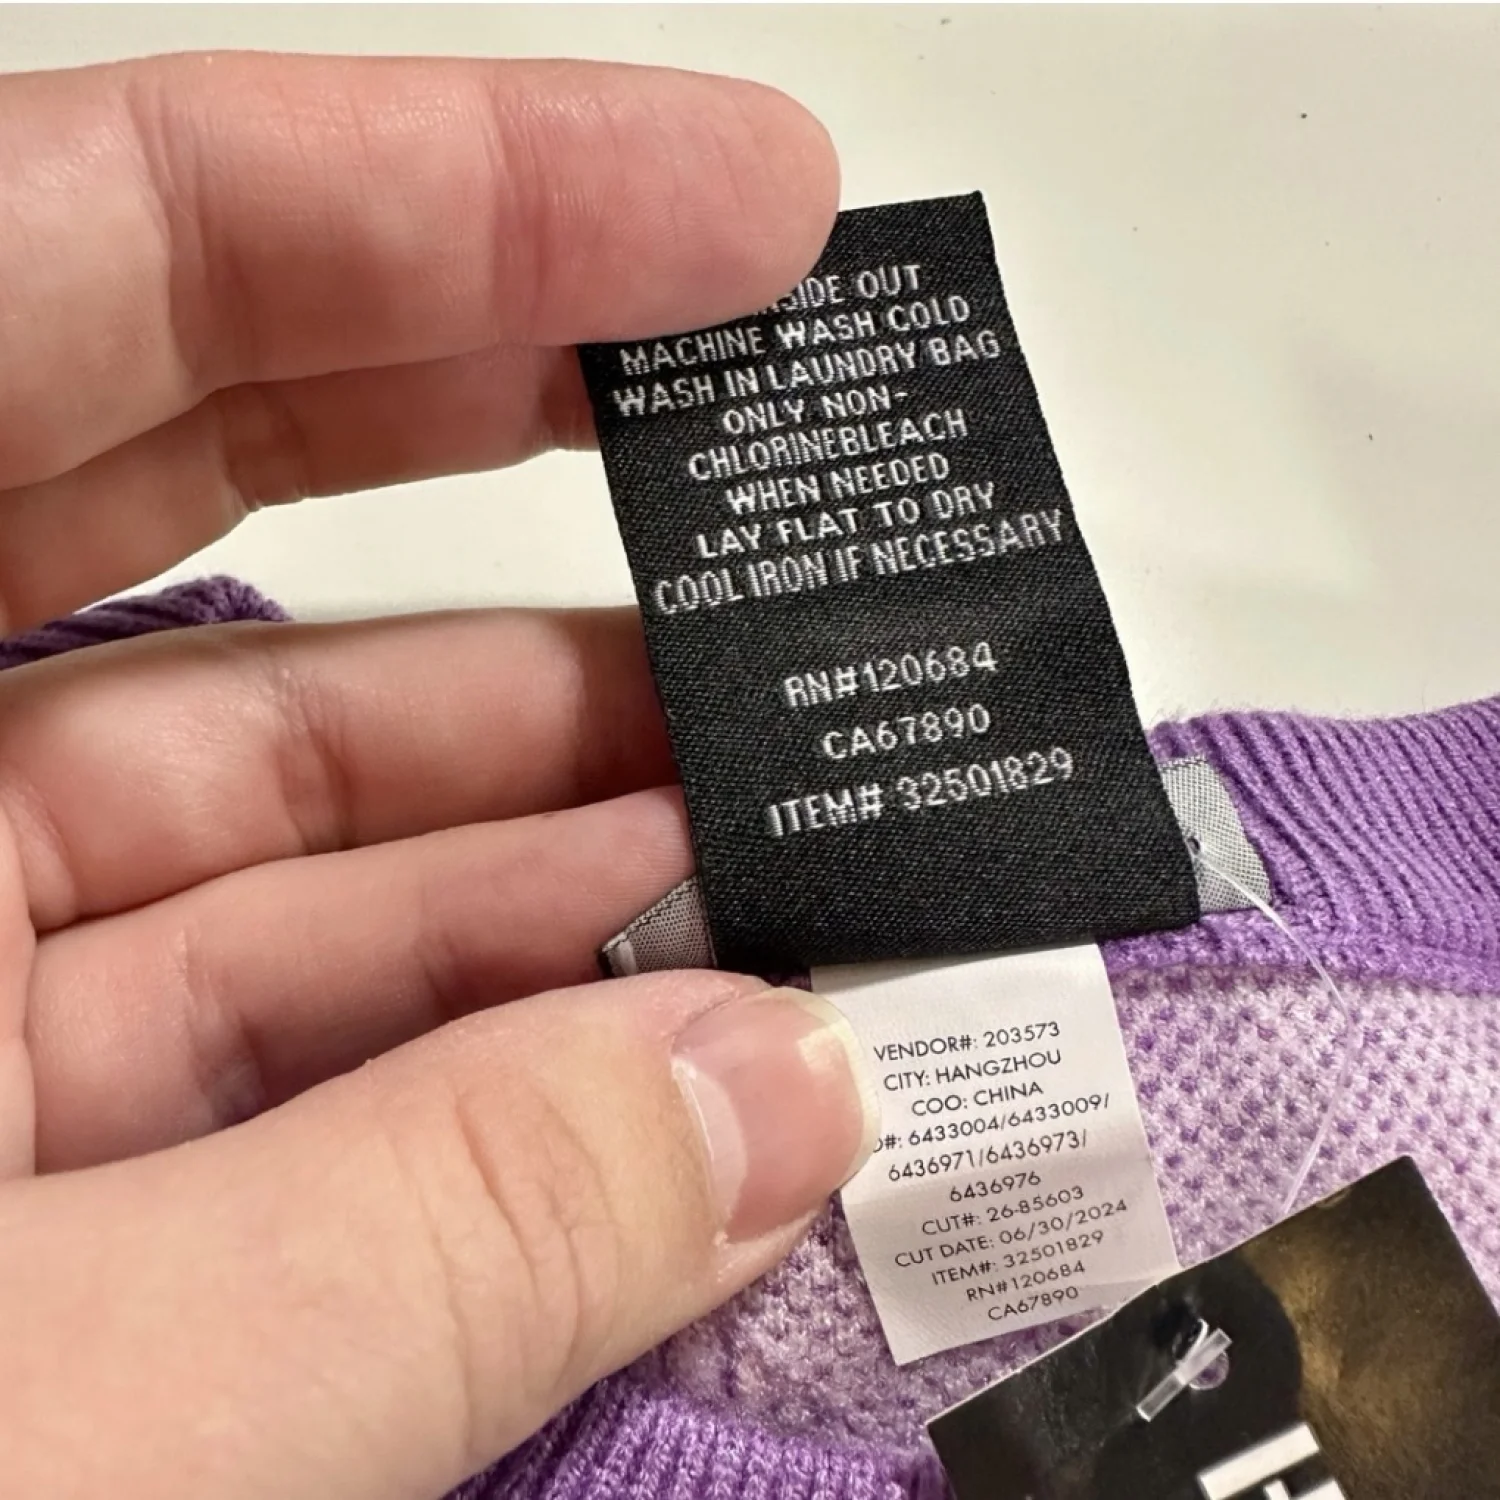 INSIDE OUT
MACHINE WASH COLD
WASH IN LAUNDRY BAG
ONLY NON-
CHLORINEBLEACH
WHEN NEEDED
LAY FLAT TO DRY
COOL IRON IF NECESSARY
RN#120684
CA67890
ITEM# 32501829
VENDOR#: 203573
CITY: HANGZHOU
COO: CHINA
6433004/6433009/
6436971/6436973/
6436976
CUT#: 26-85603
CUT DATE: 06/30/2024
ITEM#: 32501829
RN#120684
CA67890